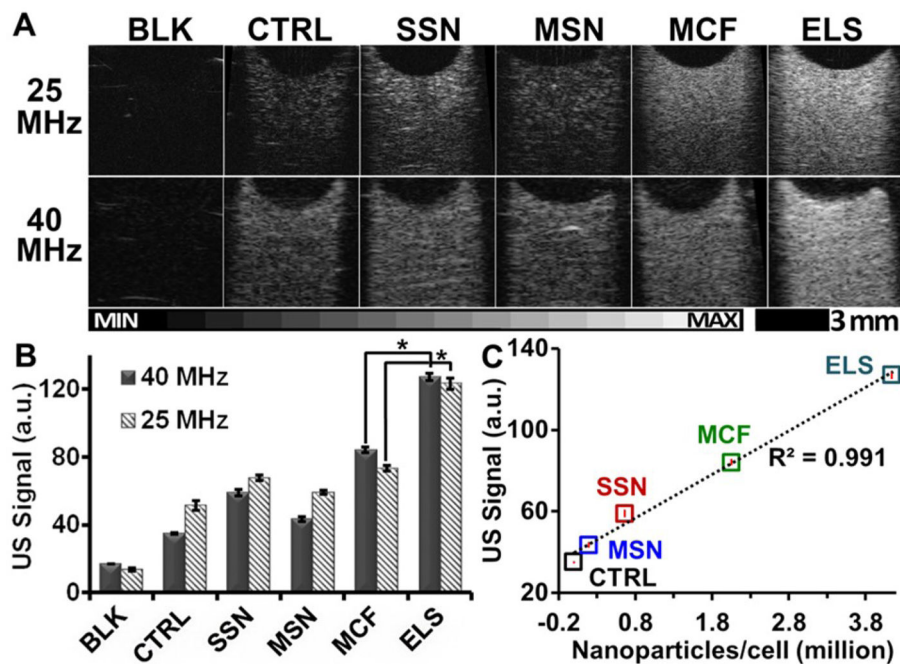 A
BLK CTRL SSN MSN MCF ELS
25 MHz
40 MHz
MIN MAX 3 mm
B
US Signal (a.u.)
120
80
40
0
40 MHz
25 MHz
* *
BLK CTRL SSN MSN MCF ELS
C
US Signal (a.u.)
140
100
60
20
ELS
MCF
R² = 0.991
SSN
MSN
CTRL
-0.2 0.8 1.8 2.8 3.8
Nanoparticles/cell (million)